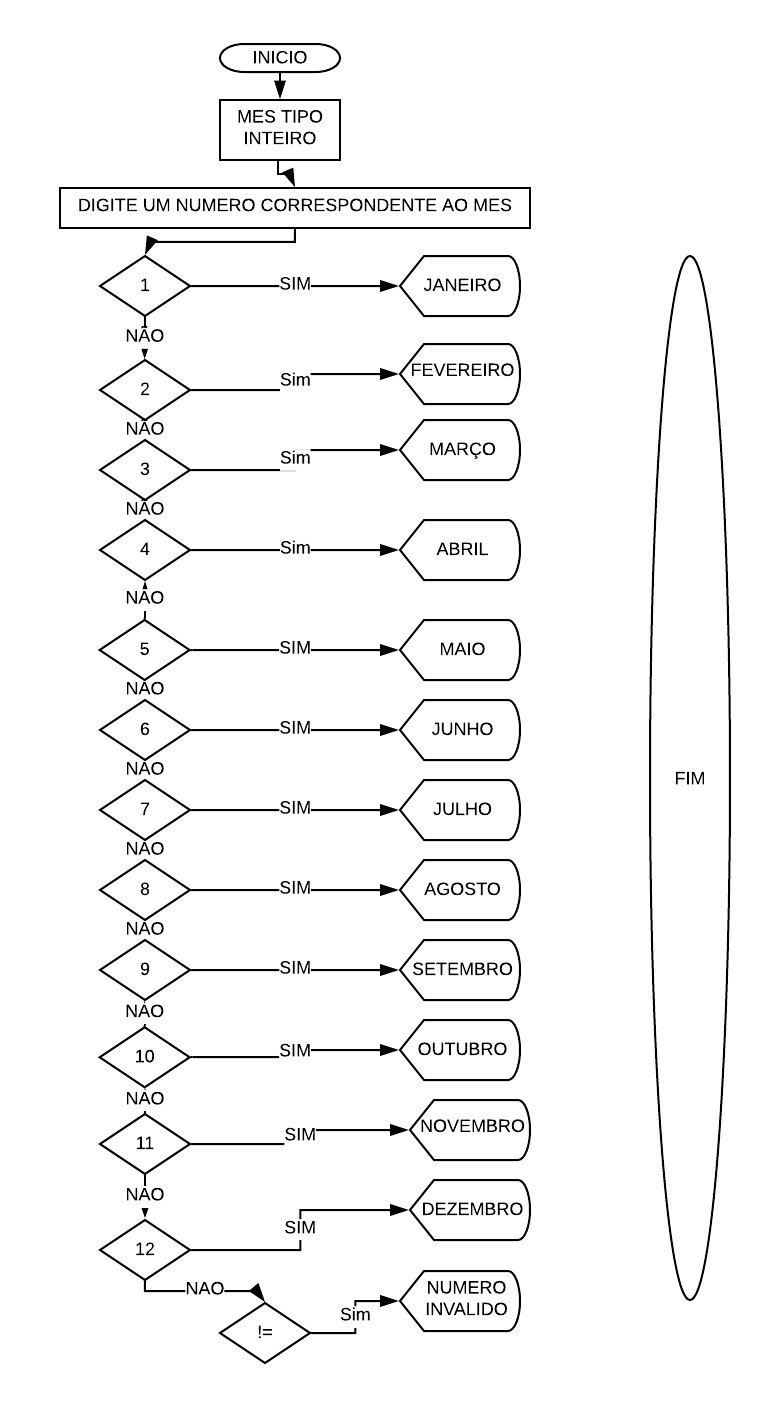 INICIO
MES TIPO
INTEIRO
DIGITE UM NUMERO CORRESPONDENTE AO MES
1
SIM
JANEIRO
NÃO
2
Sim
FEVEREIRO
NÃO
3
Sim
MARÇO
NÃO
4
Sim
ABRIL
NÃO
5
SIM
MAIO
NÃO
6
SIM
JUNHO
NÃO
7
SIM
JULHO
NÃO
8
SIM
AGOSTO
NÃO
9
SIM
SETEMBRO
NÃO
10
SIM
OUTUBRO
NÃO
11
SIM
NOVEMBRO
NÃO
12
SIM
DEZEMBRO
NAO
!=
Sim
NUMERO
INVALIDO
FIM